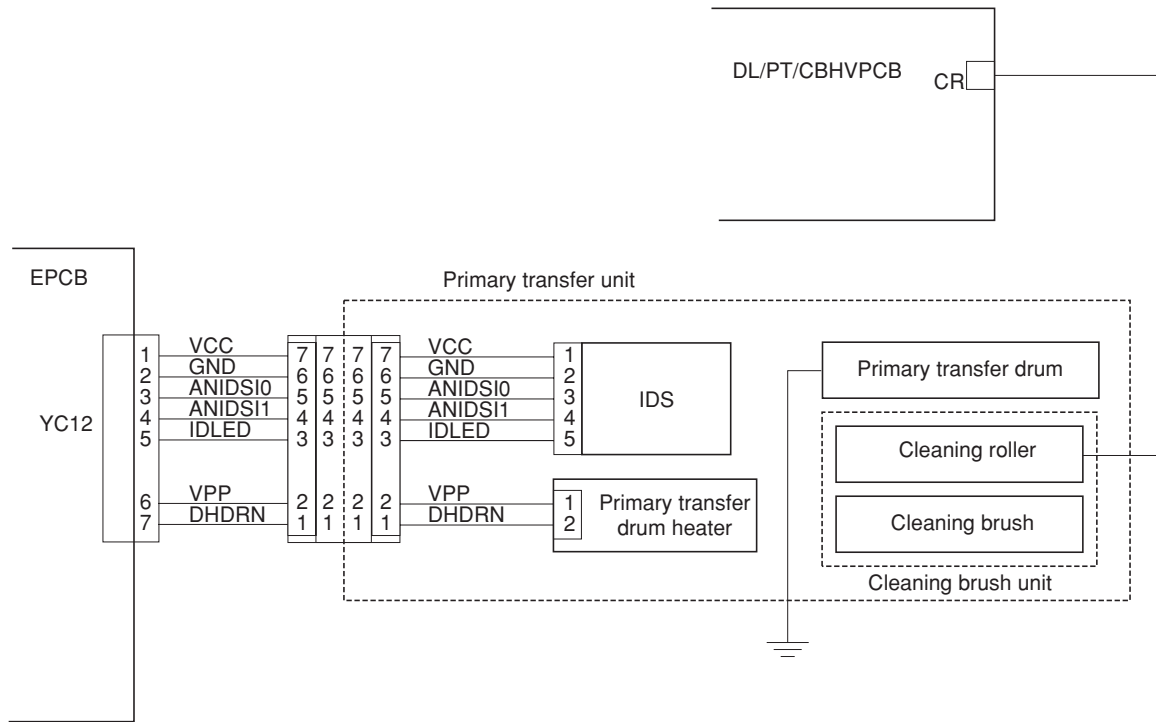 DL/PT/CBHVPCB
CR
EPCB
Primary transfer unit
YC12
1 VCC 7 7 7 7 VCC 1
2 GND 6 6 6 6 GND 2
3 ANIDSI0 5 5 5 5 ANIDSI0 3
4 ANIDSI1 4 4 4 4 ANIDSI1 4
5 IDLED 3 3 3 3 IDLED 5
IDS
6 VPP 2 2 2 2 VPP 1
7 DHDRN 1 1 1 1 DHDRN 2
Primary transfer
drum heater
Primary transfer drum
Cleaning roller
Cleaning brush
Cleaning brush unit